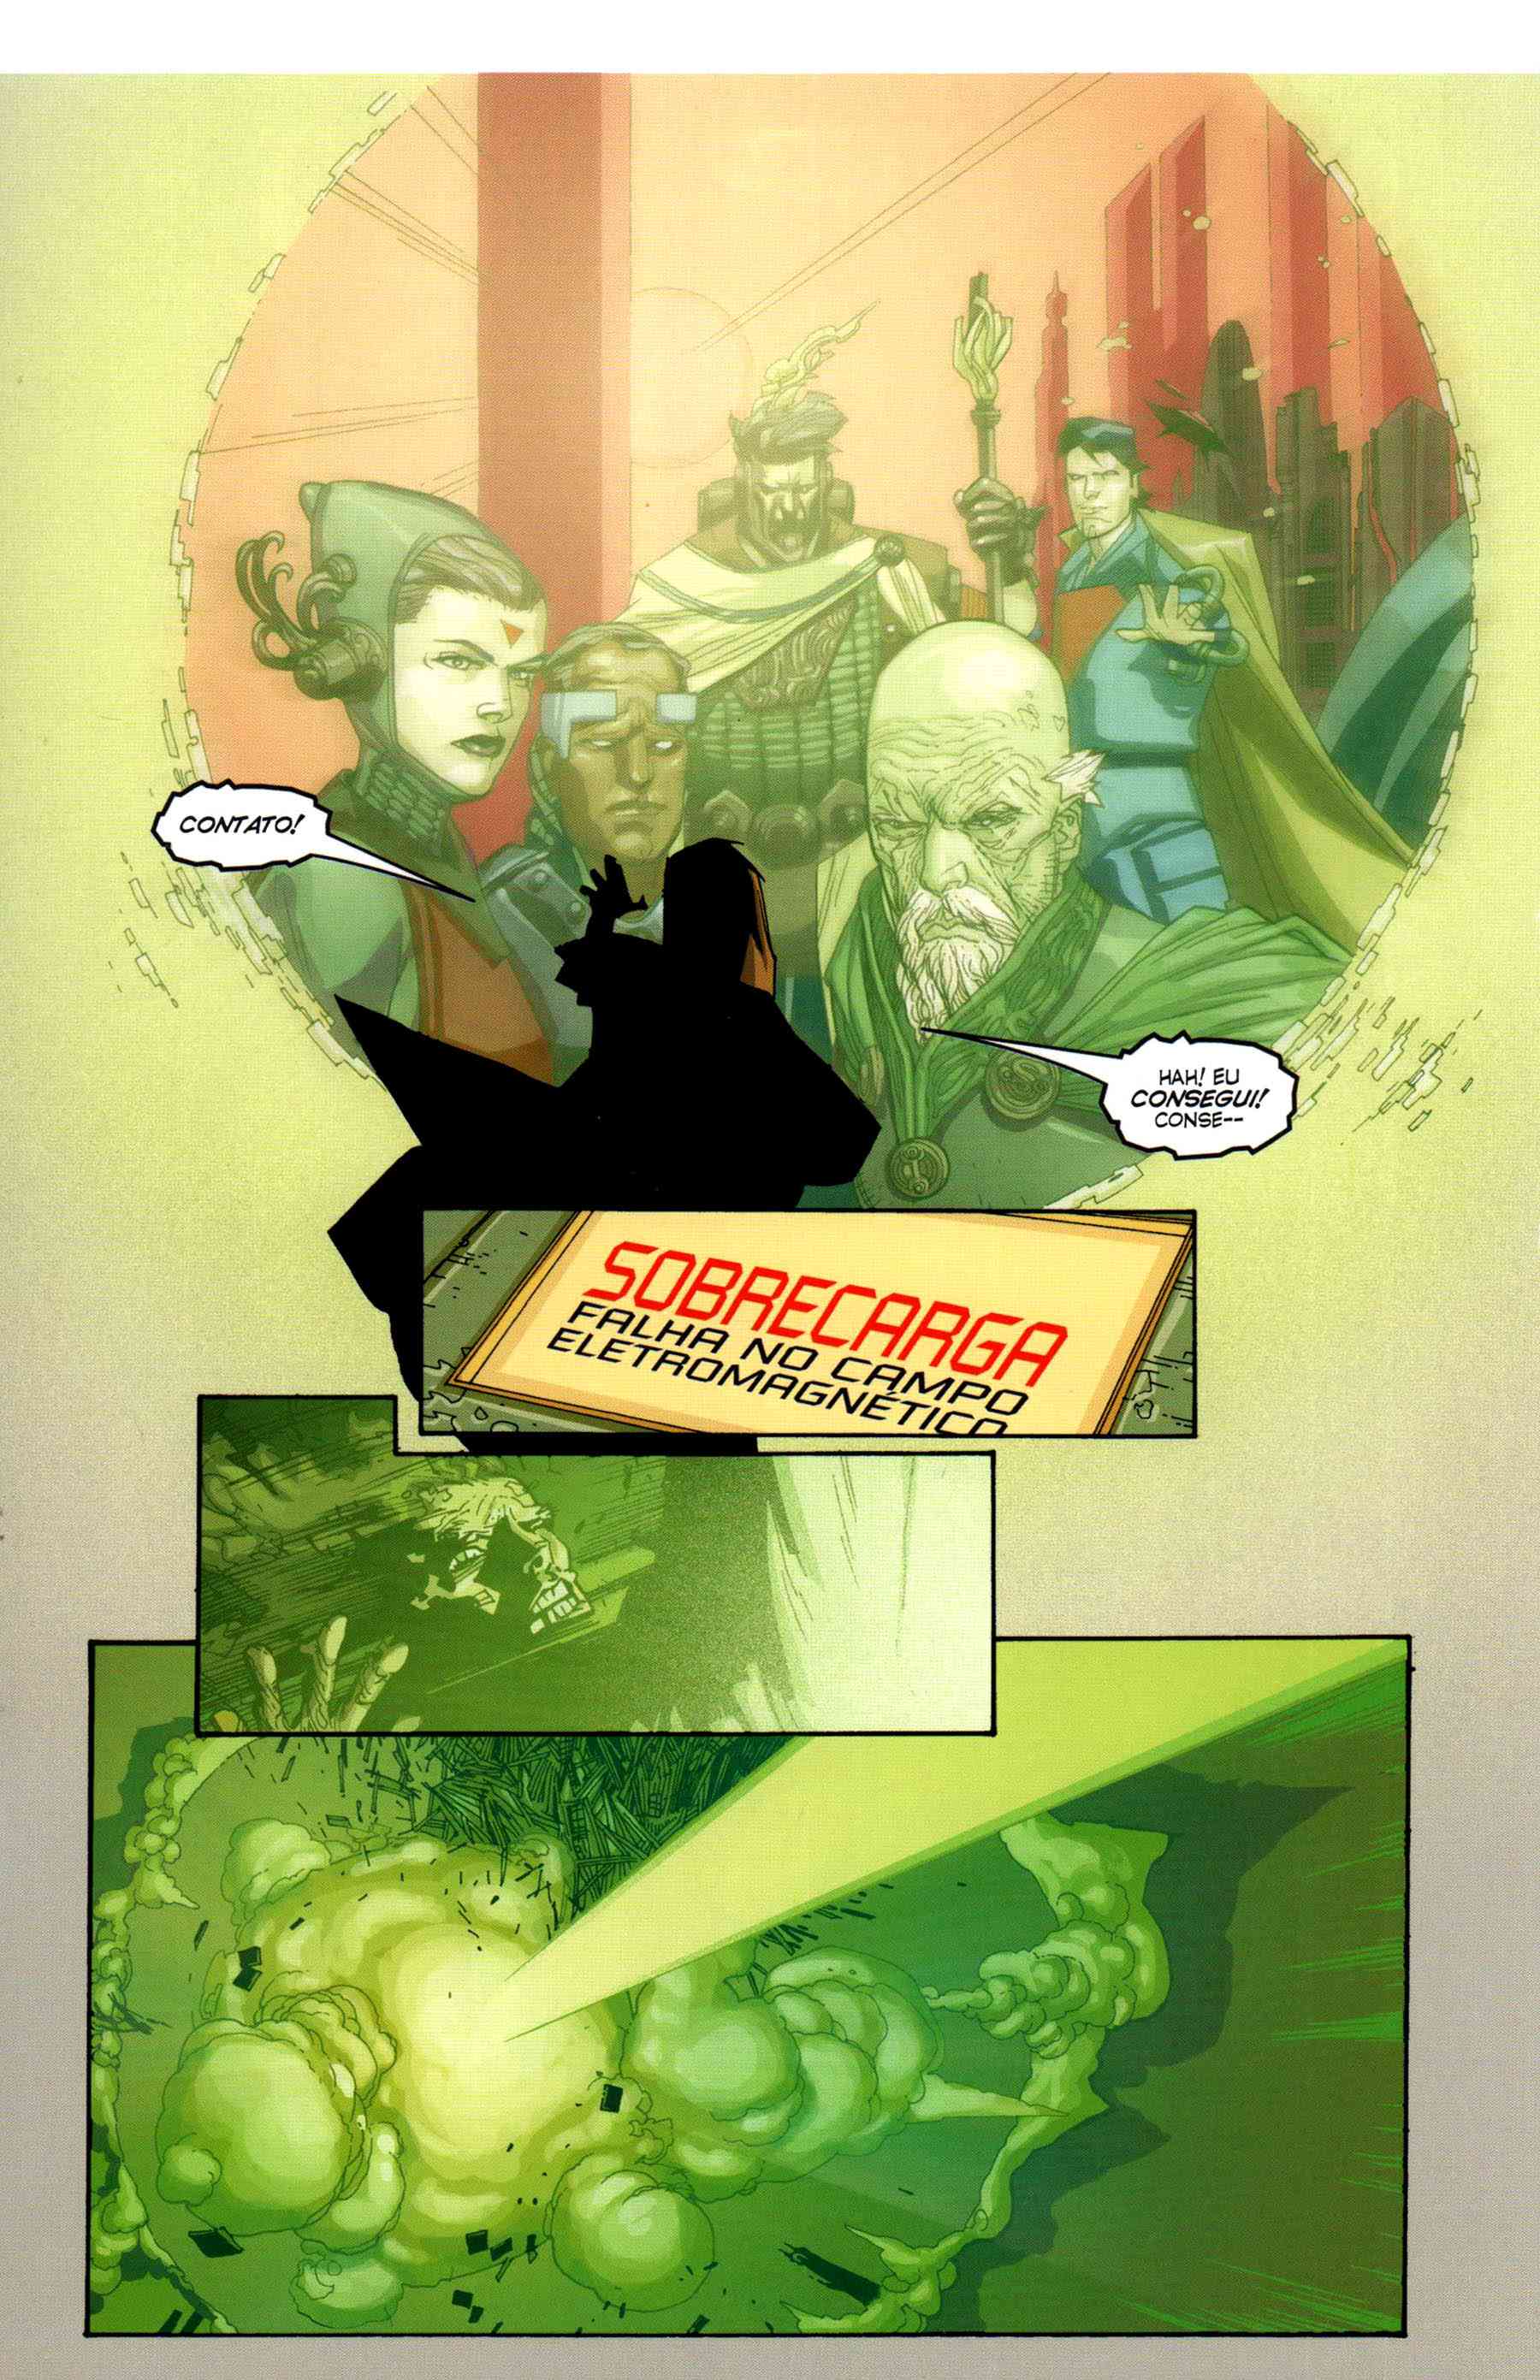 CONTATO!
HAH! EU
CONSEGUI!
CONSE--
SOBRECARGA
FALHA NO CAMPO
ELETROMAGNÉTICO